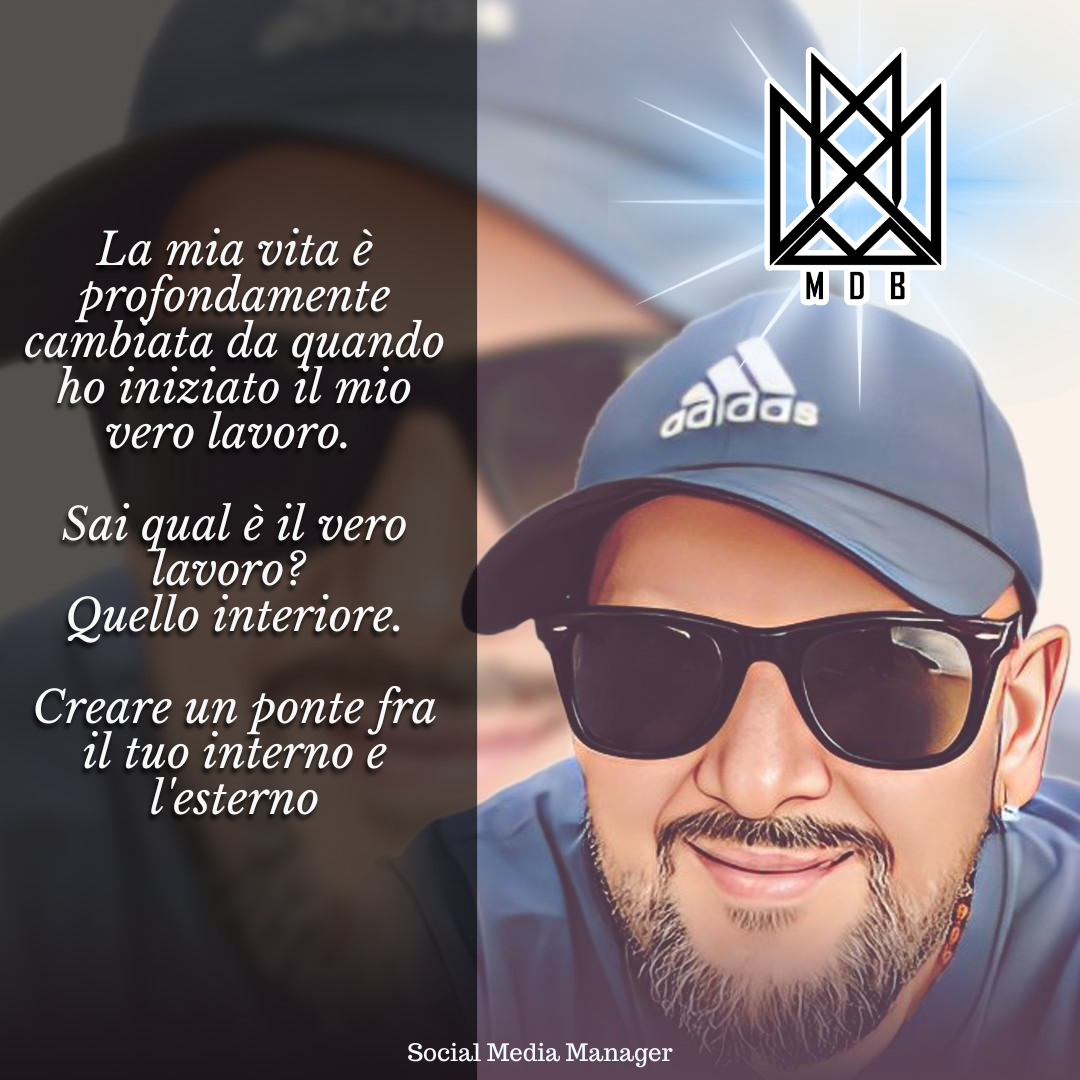 La mia vita è
profondamente
cambiata da quando
ho iniziato il mio
vero lavoro.
Sai qual è il vero
lavoro?
Quello interiore.
Creare un ponte fra
il tuo interno e
l'esterno
MDB
adidas
Social Media Manager